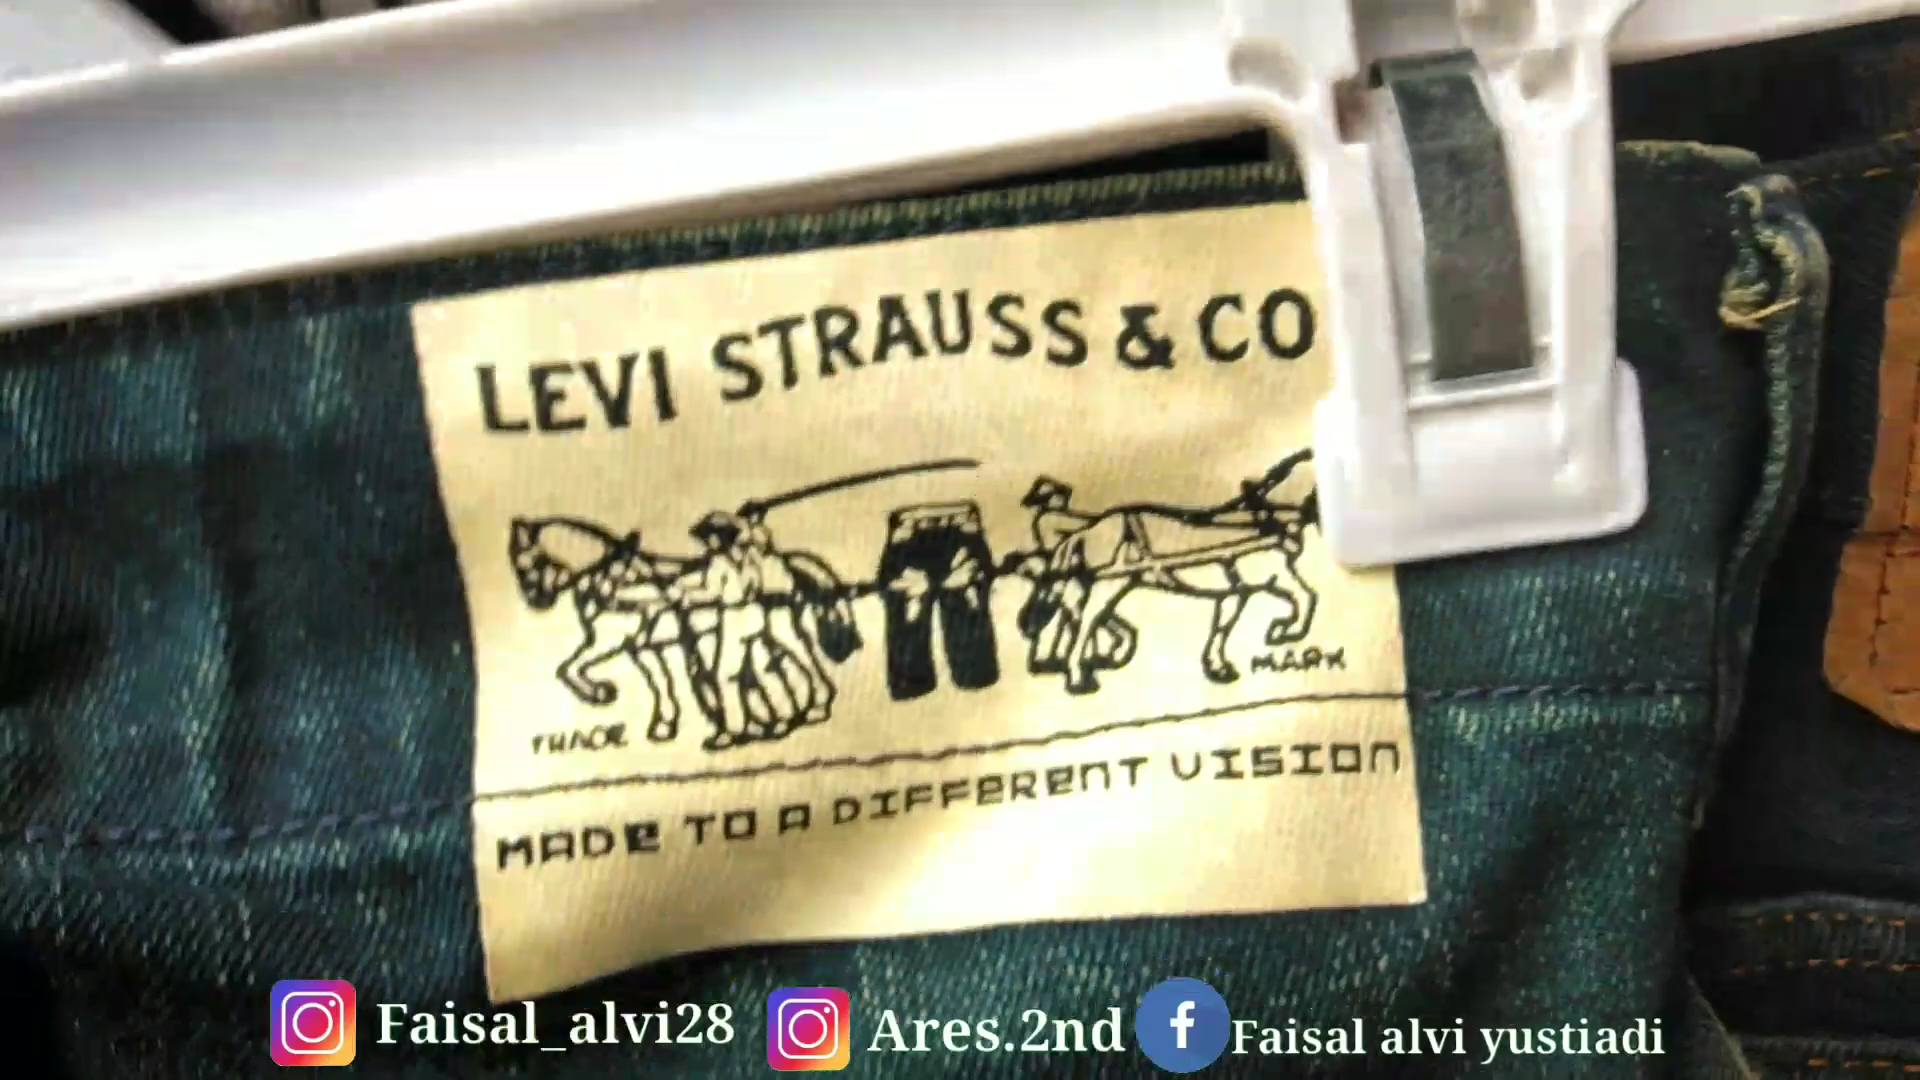 LEVI STRAUSS & CO
TRADE
MARK
MADE TO A DIFFERENT VISION
Faisal_alvi28 Ares.2nd Faisal alvi yustiadi